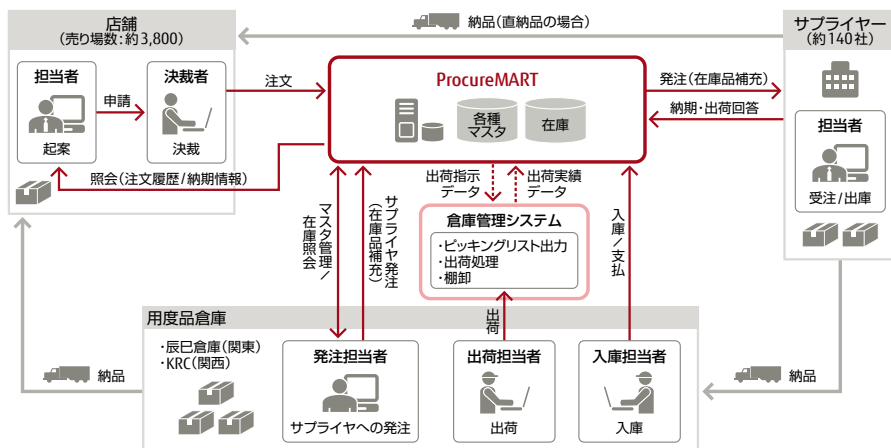 店舗
（売り場数：約3,800）
担当者
起案
申請
決裁者
決裁
注文
照会（注文履歴/納期情報）
納品（直納品の場合）
ProcureMART
各種
マスタ
在庫
サプライヤー
（約140社）
発注（在庫品補充）
納期・出荷回答
担当者
受注/出庫
マスタ管理/
在庫照会
サプライヤ発注
（在庫品補充）
出荷指示
データ
出荷実績
データ
倉庫管理システム
・ピッキングリスト出力
・出荷処理
・棚卸
入庫/支払
出荷
用度品倉庫
・辰巳倉庫（関東）
・KRC（関西）
発注担当者
サプライヤへの発注
出荷担当者
出荷
入庫担当者
入庫
納品
納品